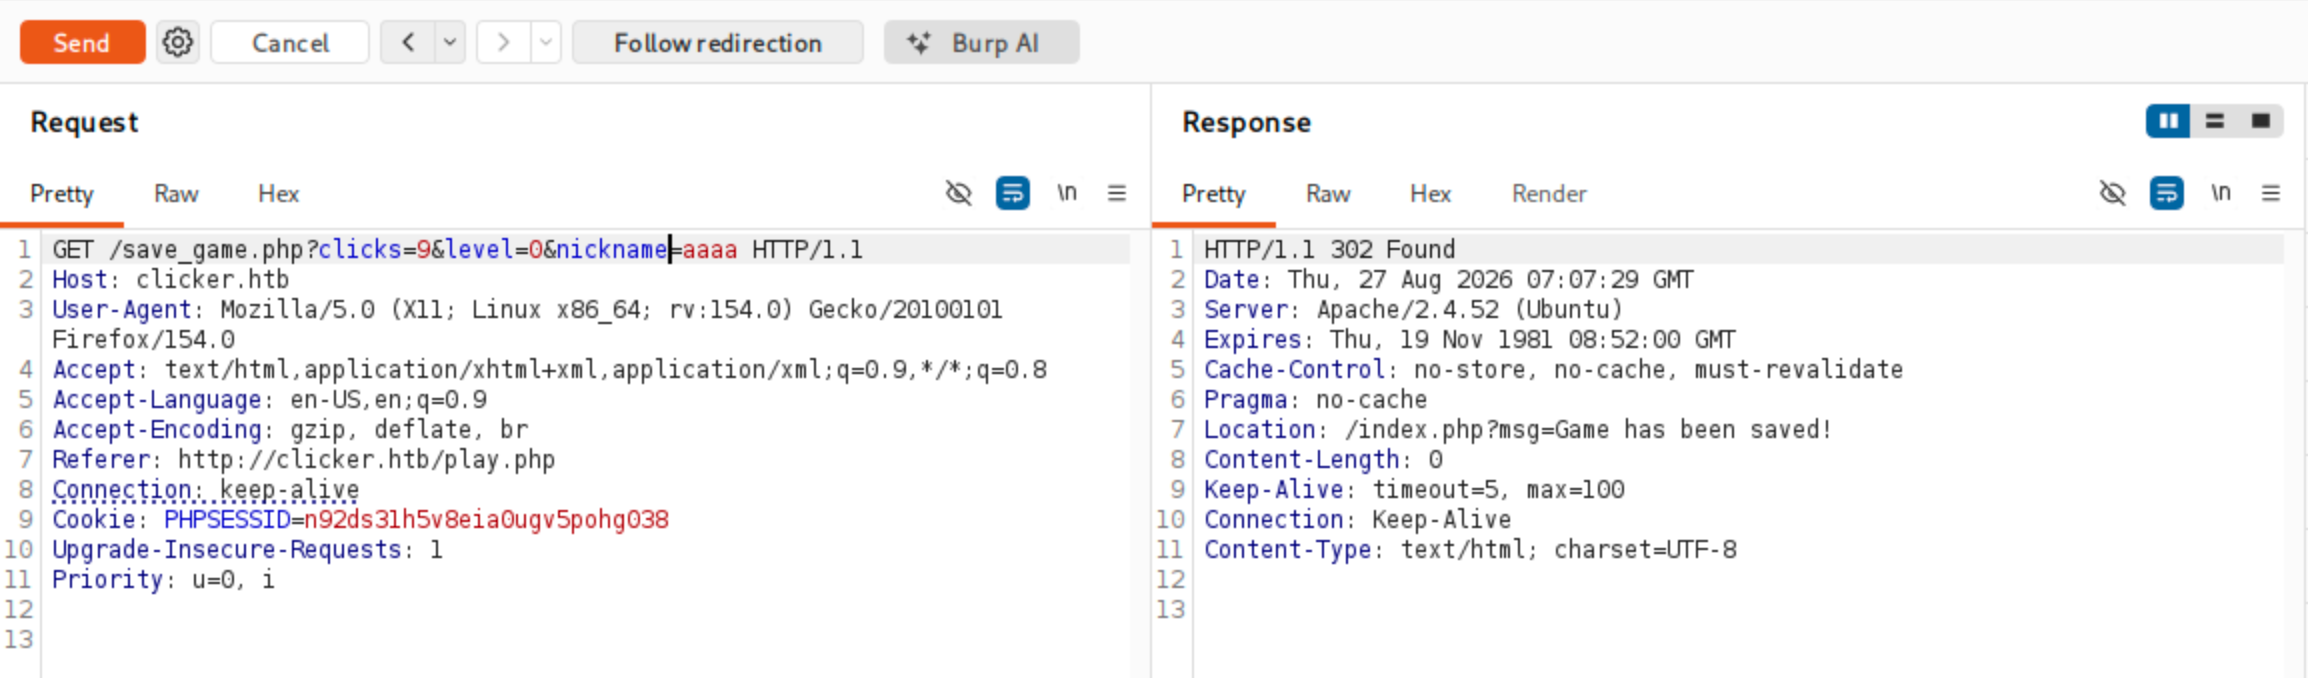 Send Cancel < > Follow redirection Burp AI
Request
Pretty Raw Hex \n
1 GET /save_game.php?clicks=9&level=0&nickname=aaaa HTTP/1.1
2 Host: clicker.htb
3 User-Agent: Mozilla/5.0 (X11; Linux x86_64; rv:154.0) Gecko/20100101
Firefox/154.0
4 Accept: text/html,application/xhtml+xml,application/xml;q=0.9,*/*;q=0.8
5 Accept-Language: en-US,en;q=0.9
6 Accept-Encoding: gzip, deflate, br
7 Referer: http://clicker.htb/play.php
8 Connection: keep-alive
9 Cookie: PHPSESSID=n92ds3lh5v8eia0ugv5pohg038
10 Upgrade-Insecure-Requests: 1
11 Priority: u=0, i
12
13
Response
Pretty Raw Hex Render \n
1 HTTP/1.1 302 Found
2 Date: Thu, 27 Aug 2026 07:07:29 GMT
3 Server: Apache/2.4.52 (Ubuntu)
4 Expires: Thu, 19 Nov 1981 08:52:00 GMT
5 Cache-Control: no-store, no-cache, must-revalidate
6 Pragma: no-cache
7 Location: /index.php?msg=Game has been saved!
8 Content-Length: 0
9 Keep-Alive: timeout=5, max=100
10 Connection: Keep-Alive
11 Content-Type: text/html; charset=UTF-8
12
13